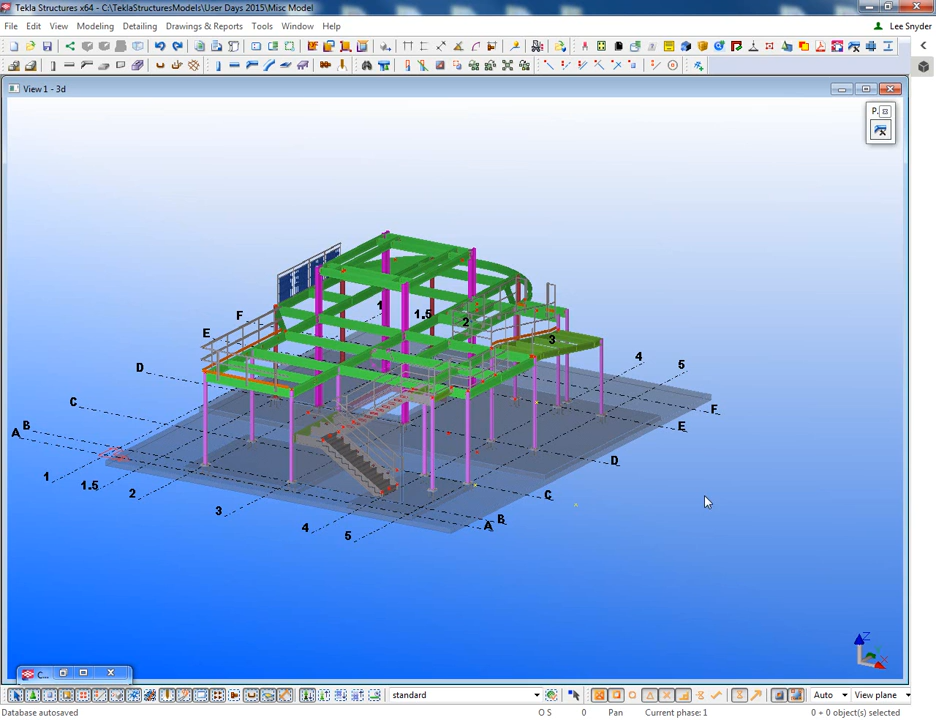 Tekla Structures x64 - C:\TeklaStructuresModels\User Days 2015\Misc Model
File Edit View Modeling Detailing Drawings & Reports Tools Window Help
Lee Snyder
View 1 - 3d
P.
1
1.5
2
F
E
3
4
D
5
C
F
B
A
E
1
D
1.5
2
C
3
B
A
4
5
Z
C...
standard
Auto
View plane
Database autosaved
O S
0
Pan
Current phase: 1
0 + 0 object(s) selected